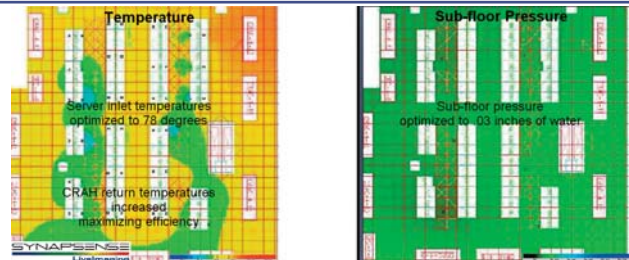 Temperature
Server inlet temperatures
optimized to 78 degrees
CRAH return temperatures
increased
maximizing efficiency
SYNAPSENSE
LiveImaging
Sub-floor Pressure
Sub-floor pressure
optimized to .03 inches of water